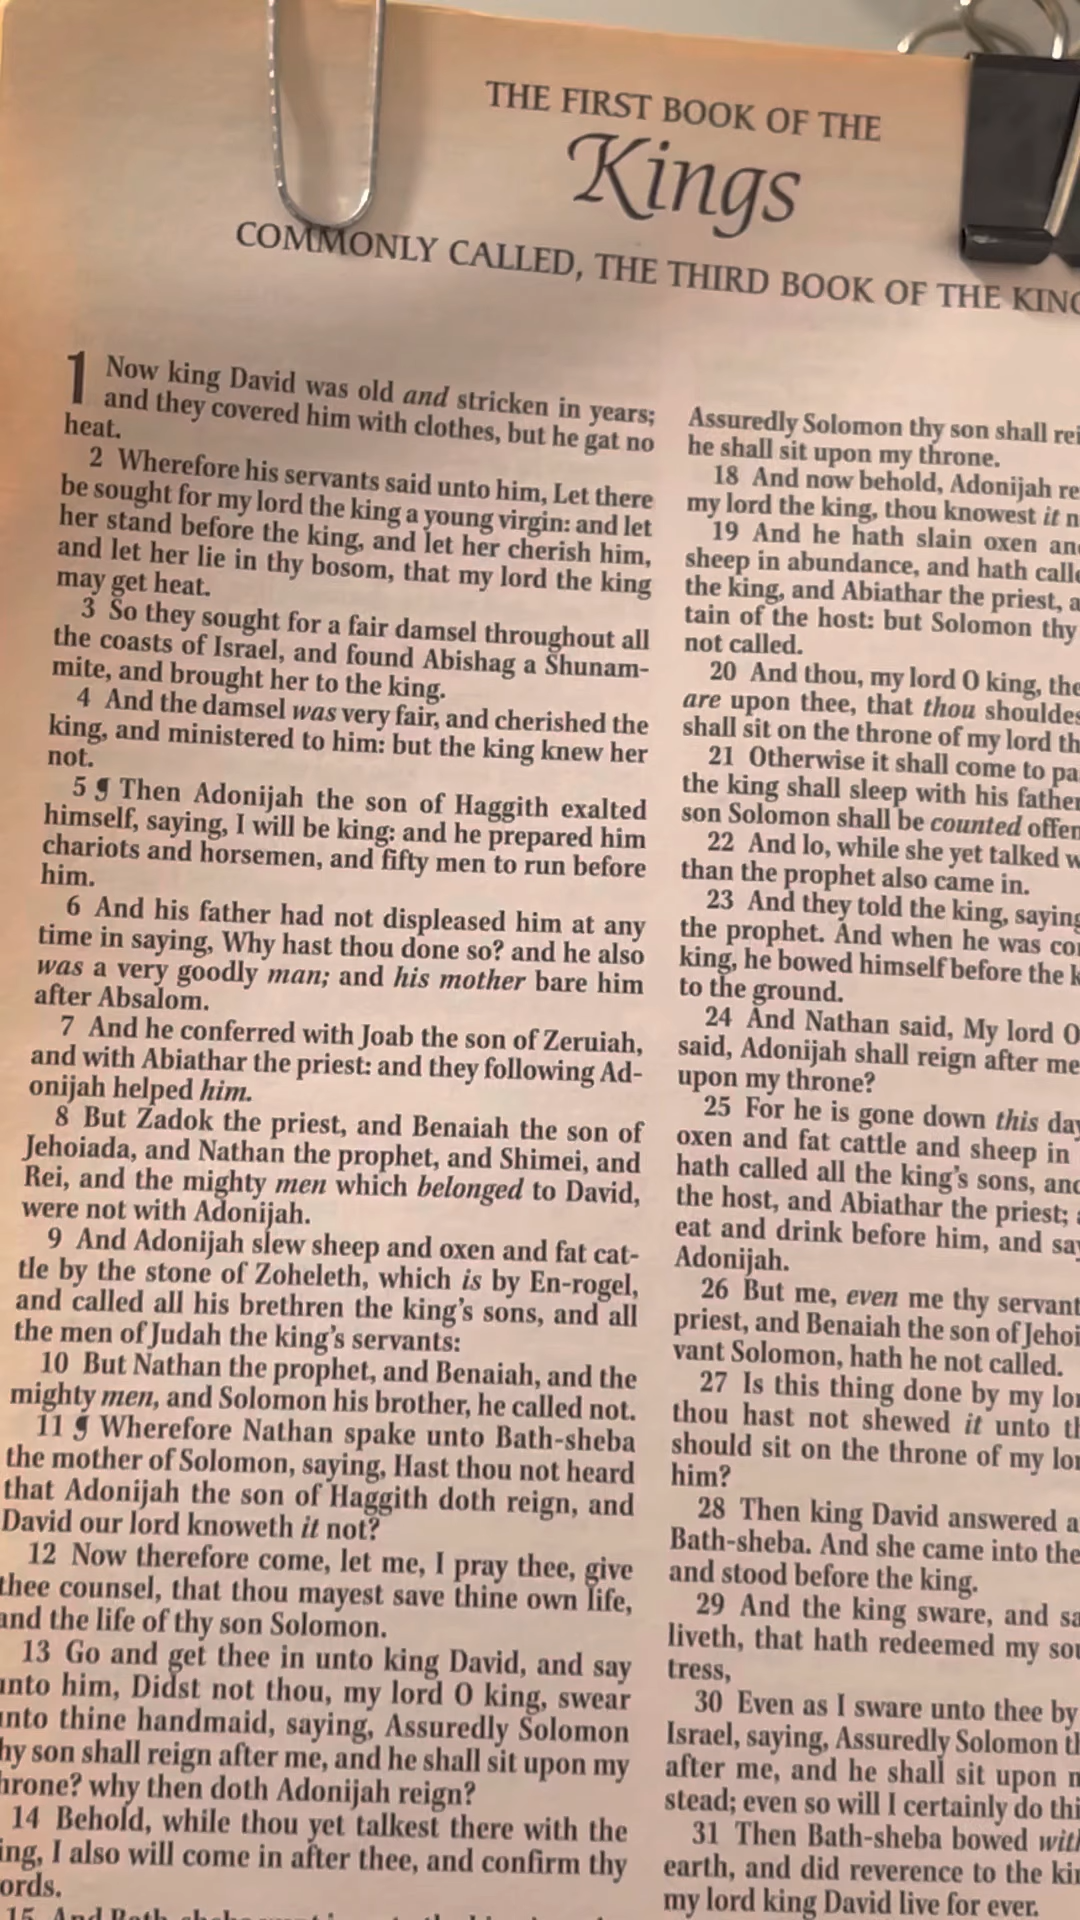 THE FIRST BOOK OF THE
Kings
COMMONLY CALLED, THE THIRD BOOK OF THE
1 Now king David was old and stricken in years;
and they covered him with clothes, but he gat no
heat.
2 Wherefore his servants said unto him, Let there
be sought for my lord the king a young virgin: and let
her stand before the king, and let her cherish him,
and let her lie in thy bosom, that my lord the king
may get heat.
3 So they sought for a fair damsel throughout all
the coasts of Israel, and found Abishag a Shunam-
mite, and brought her to the king.
4 And the damsel was very fair, and cherished the
king, and ministered to him: but the king knew her
not.
5 ¶ Then Adonijah the son of Haggith exalted
himself, saying, I will be king: and he prepared him
chariots and horsemen, and fifty men to run before
him.
6 And his father had not displeased him at any
time in saying, Why hast thou done so? and he also
was a very goodly man; and his mother bare him
after Absalom.
7 And he conferred with Joab the son of Zeruiah,
and with Abiathar the priest: and they following Ad-
onijah helped him.
8 But Zadok the priest, and Benaiah the son of
Jehoiada, and Nathan the prophet, and Shimei, and
Rei, and the mighty men which belonged to David,
were not with Adonijah.
9 And Adonijah slew sheep and oxen and fat cat-
tle by the stone of Zoheleth, which is by En-rogel,
and called all his brethren the king's sons, and all
the men of Judah the king's servants:
10 But Nathan the prophet, and Benaiah, and the
mighty men, and Solomon his brother, he called not.
11 ¶ Wherefore Nathan spake unto Bath-sheba
the mother of Solomon, saying, Hast thou not heard
that Adonijah the son of Haggith doth reign, and
David our lord knoweth it not?
12 Now therefore come, let me, I pray thee, give
thee counsel, that thou mayest save thine own life,
and the life of thy son Solomon.
13 Go and get thee in unto king David, and say
unto him, Didst not thou, my lord O king, swear
unto thine handmaid, saying, Assuredly Solomon
hy son shall reign after me, and he shall sit upon my
hrone? why then doth Adonijah reign?
14 Behold, while thou yet talkest there with the
ing, I also will come in after thee, and confirm thy
ords.
Assuredly Solomon thy son shall rei
he shall sit upon my throne.
18 And now behold, Adonijah re
my lord the king, thou knowest it n
19 And he hath slain oxen an
sheep in abundance, and hath calle
the king, and Abiathar the priest, a
tain of the host: but Solomon thy
not called.
20 And thou, my lord O king, the
are upon thee, that thou shouldes
shall sit on the throne of my lord th
21 Otherwise it shall come to pa
the king shall sleep with his father
son Solomon shall be counted offen
22 And lo, while she yet talked w
than the prophet also came in.
23 And they told the king, saying
the prophet. And when he was co
king, he bowed himself before the k
to the ground.
24 And Nathan said, My lord O
said, Adonijah shall reign after me
upon my throne?
25 For he is gone down this day
oxen and fat cattle and sheep in
hath called all the king's sons, and
the host, and Abiathar the priest;
eat and drink before him, and say
Adonijah.
26 But me, even me thy servant
priest, and Benaiah the son of Jehoi
vant Solomon, hath he not called.
27 Is this thing done by my lor
thou hast not shewed it unto th
should sit on the throne of my lor
him?
28 Then king David answered a
Bath-sheba. And she came into the
and stood before the king.
29 And the king sware, and sa
liveth, that hath redeemed my sou
tress,
30 Even as I sware unto thee by
Israel, saying, Assuredly Solomon th
after me, and he shall sit upon m
stead; even so will I certainly do thi
31 Then Bath-sheba bowed with
earth, and did reverence to the kin
my lord king David live for ever.